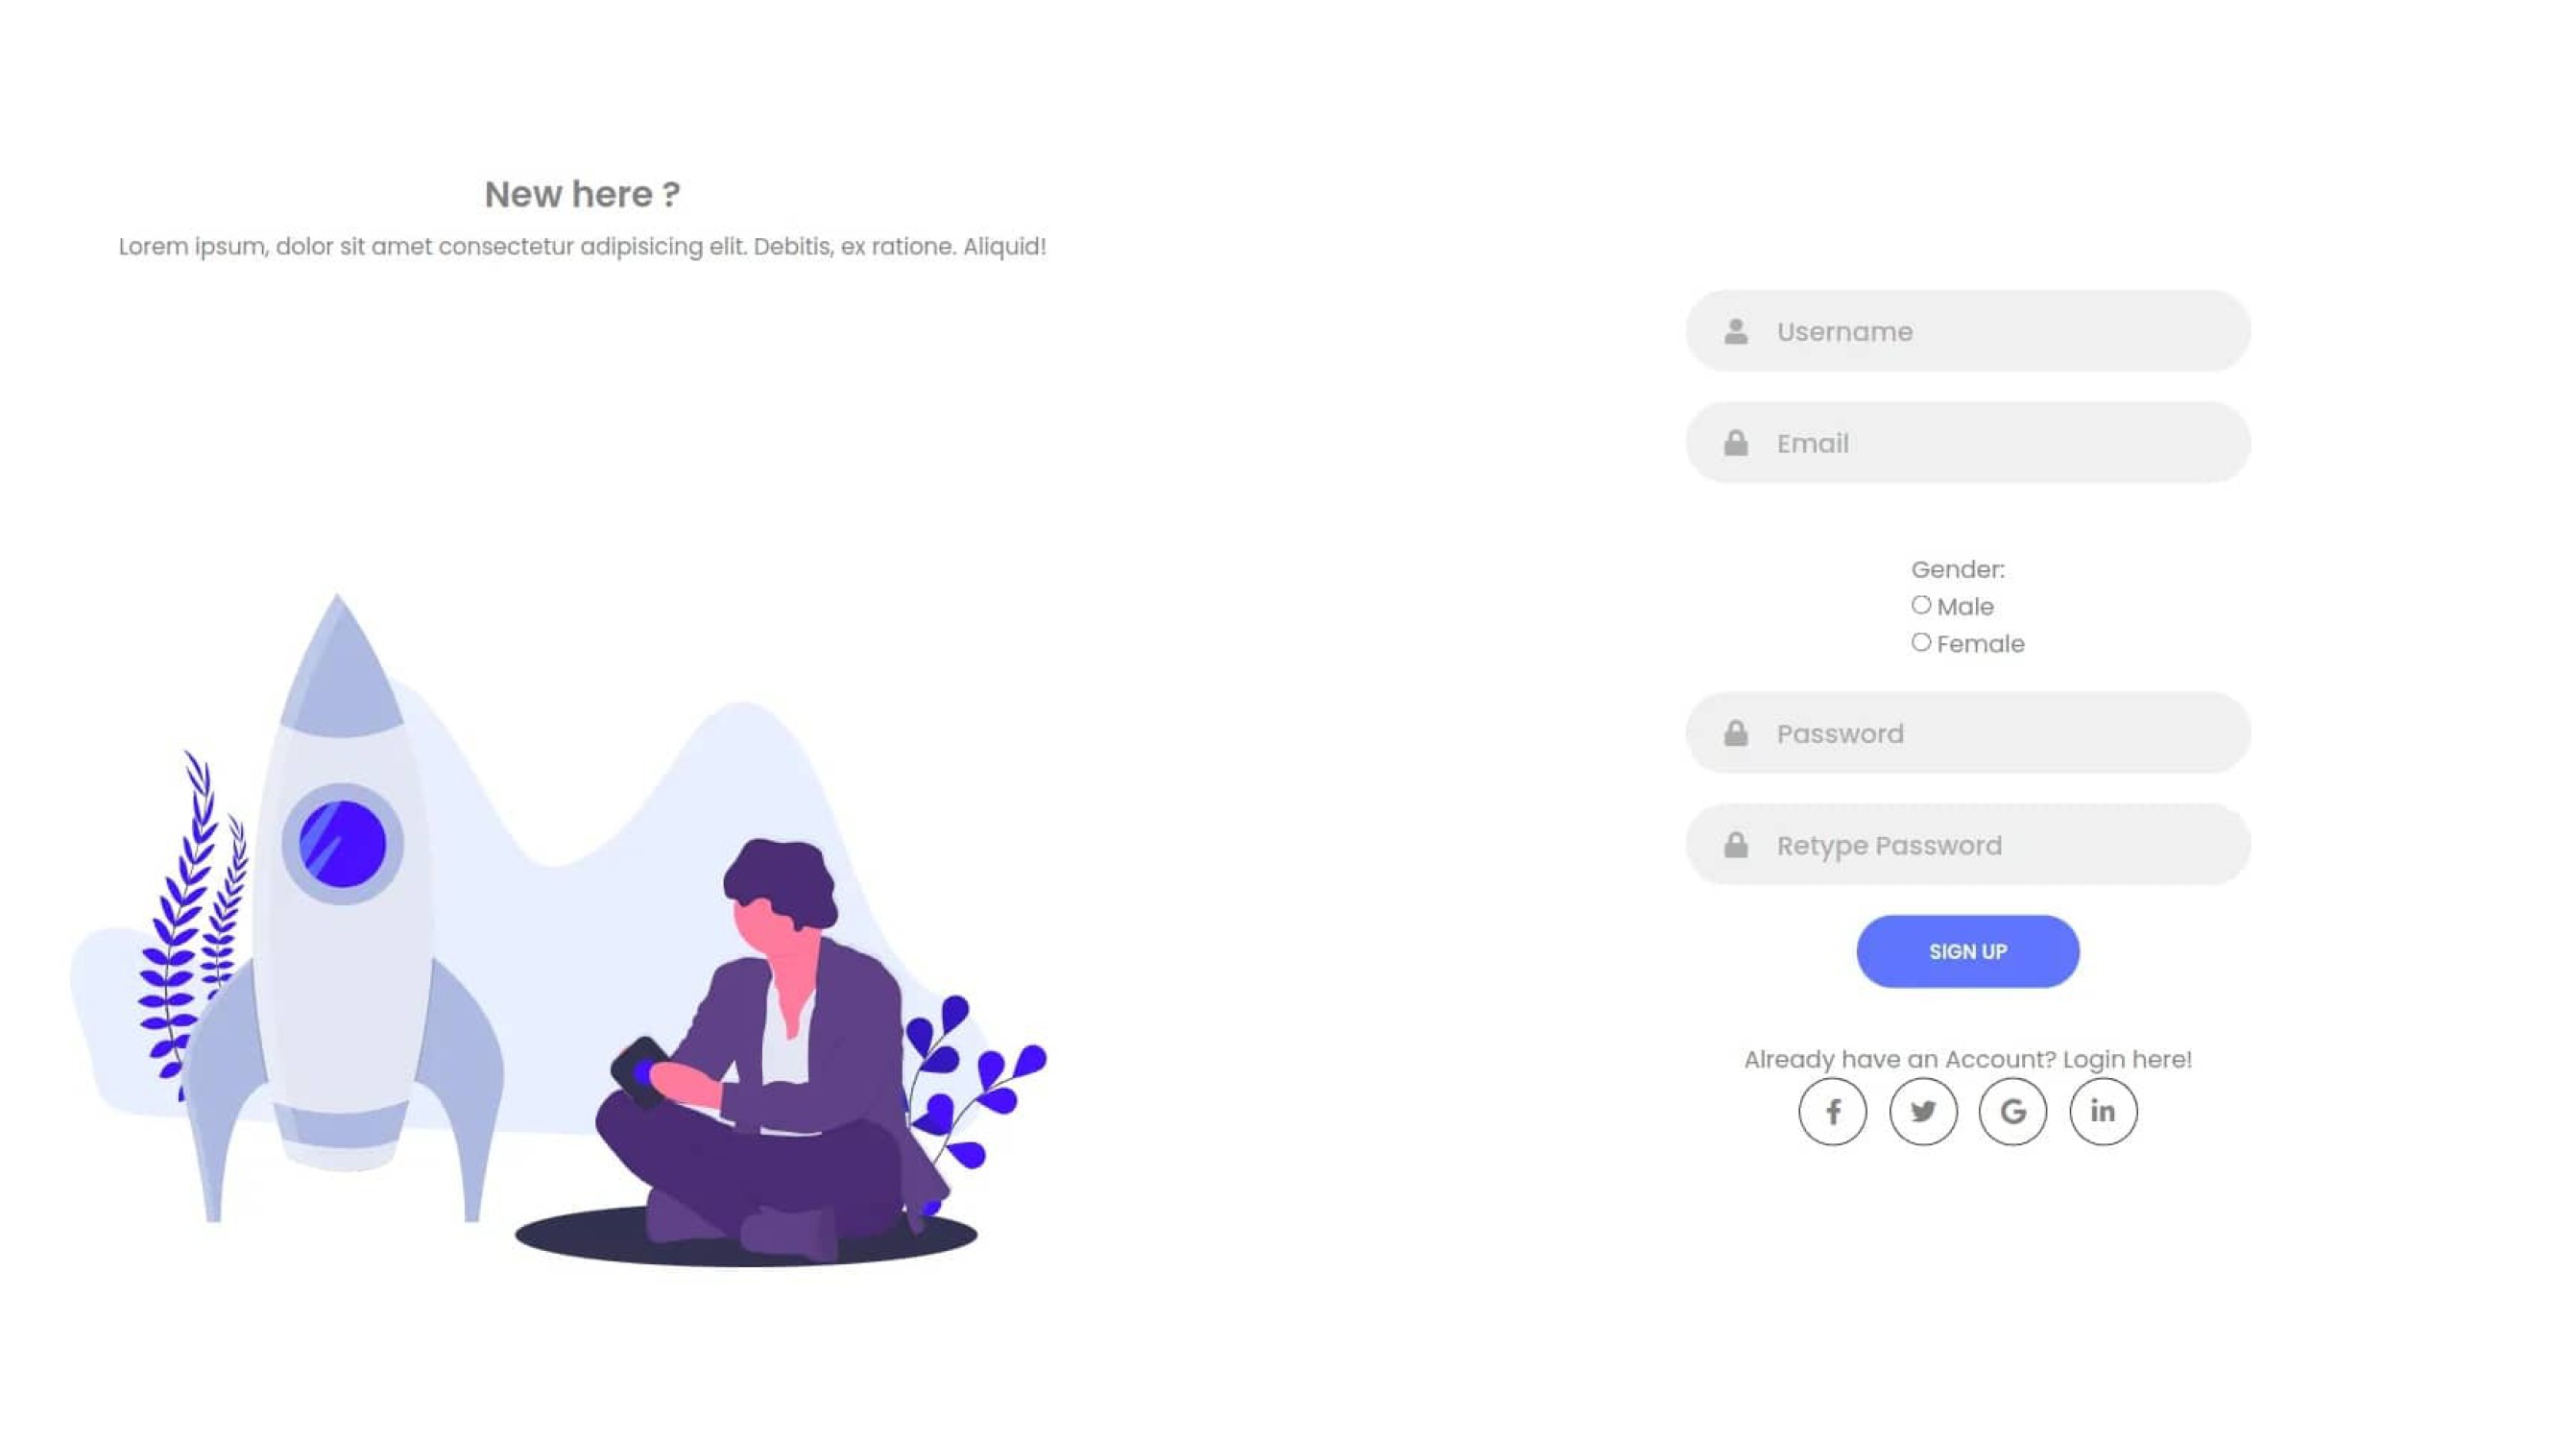 New here ?
Lorem ipsum, dolor sit amet consectetur adipisicing elit. Debitis, ex ratione. Aliquid!
Username
Email
Gender:
Male
Female
Password
Retype Password
SIGN UP
Already have an Account? Login here!